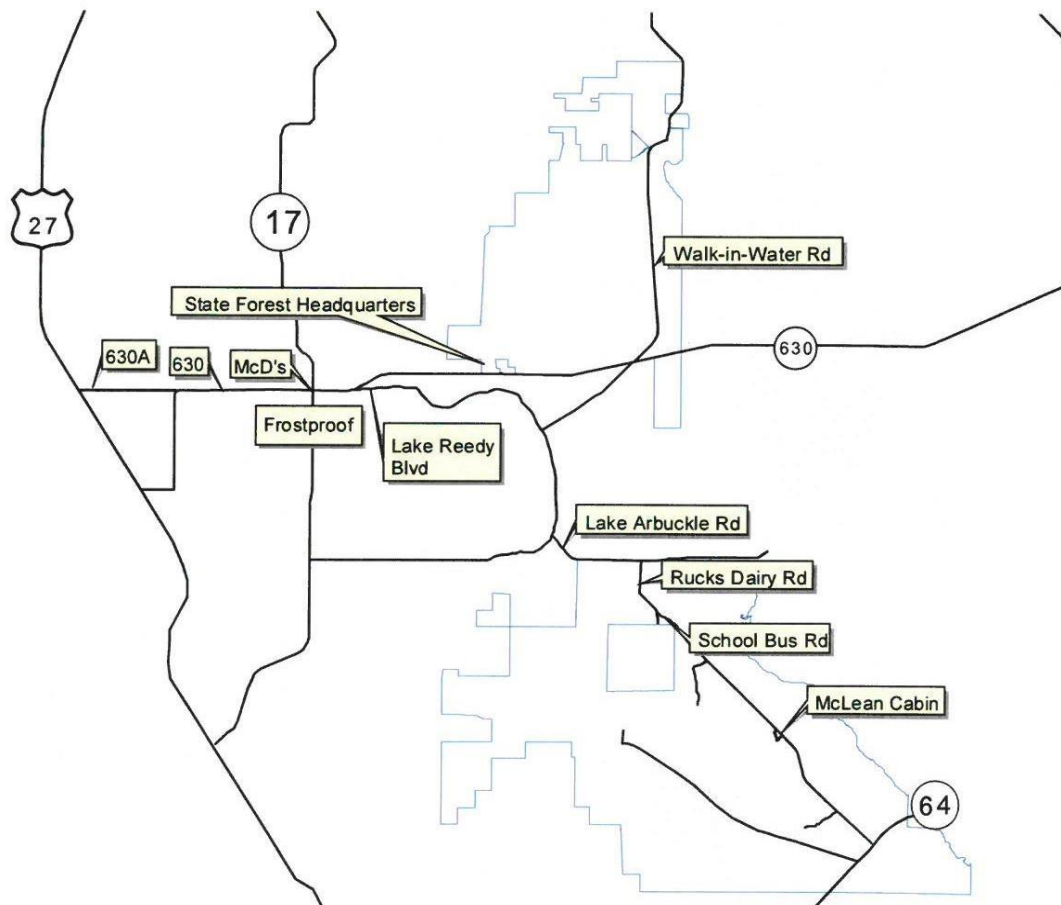 27
17
Walk-in-Water Rd
State Forest Headquarters
630
630A
630
McD's
Frostproof
Lake Reedy
Blvd
Lake Arbuckle Rd
Rucks Dairy Rd
School Bus Rd
McLean Cabin
64